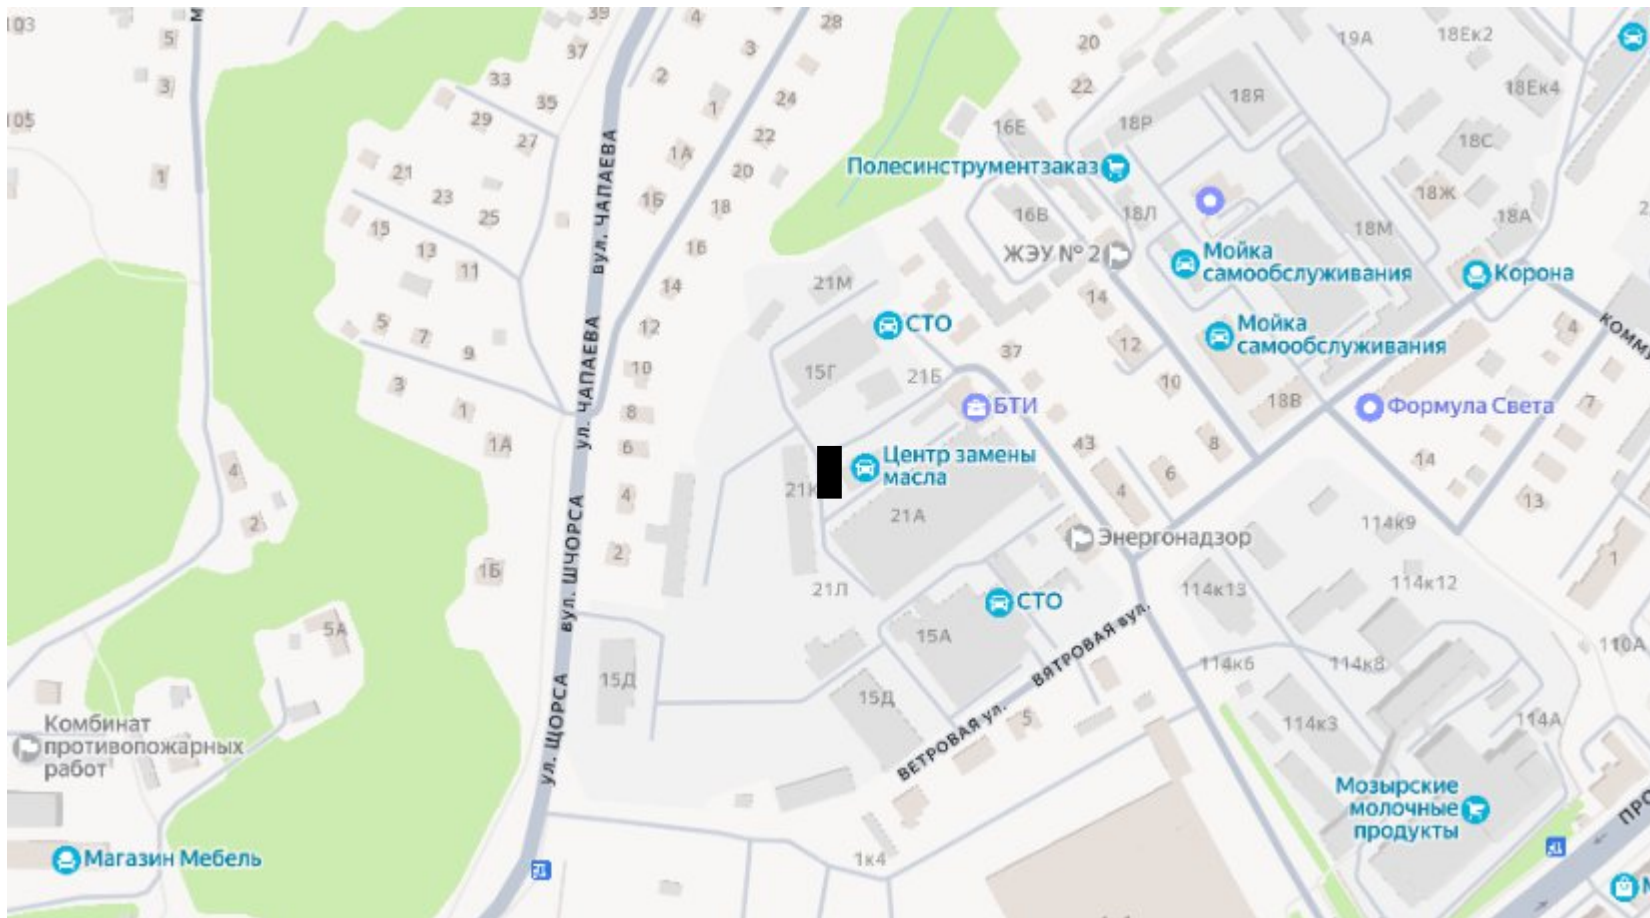 103
5
М
3
105
1
39
37
33
35
29
27
21
23
25
15
13
11
5
7
9
3
1
1А
4
2
1Б
4
3
28
2
1
24
22
1А
20
16
18
16
14
12
10
8
6
4
2
вул. ЧАПАЕВА
ул. ЧАПАЕВА
вул. ШЧОРСА
ул. ЩОРСА
5А
Комбинат
противопожарных
работ
Магазин Мебель
20
22
19А
18Ек2
18Ек4
18Я
16Е
18Р
18С
Полесинструментзаказ
18Ж
16В
18Л
18М
18А
ЖЭУ № 2
Мойка
самообслуживания
Корона
21М
14
СТО
Мойка
самообслуживания
4
КОММУ
12
37
15Г
21Б
10
18В
БТИ
Формула Света
7
43
8
14
Центр замены
масла
6
21
4
13
21А
114к9
Энергонадзор
1
21Л
114к13
114к12
СТО
15А
ВЯТРОВАЯ вул.
110А
114к6
114к8
15Д
15Д
5
ВЕТРОВАЯ ул.
114к3
114А
Мозырские
молочные
продукты
ПРО
1к4
М